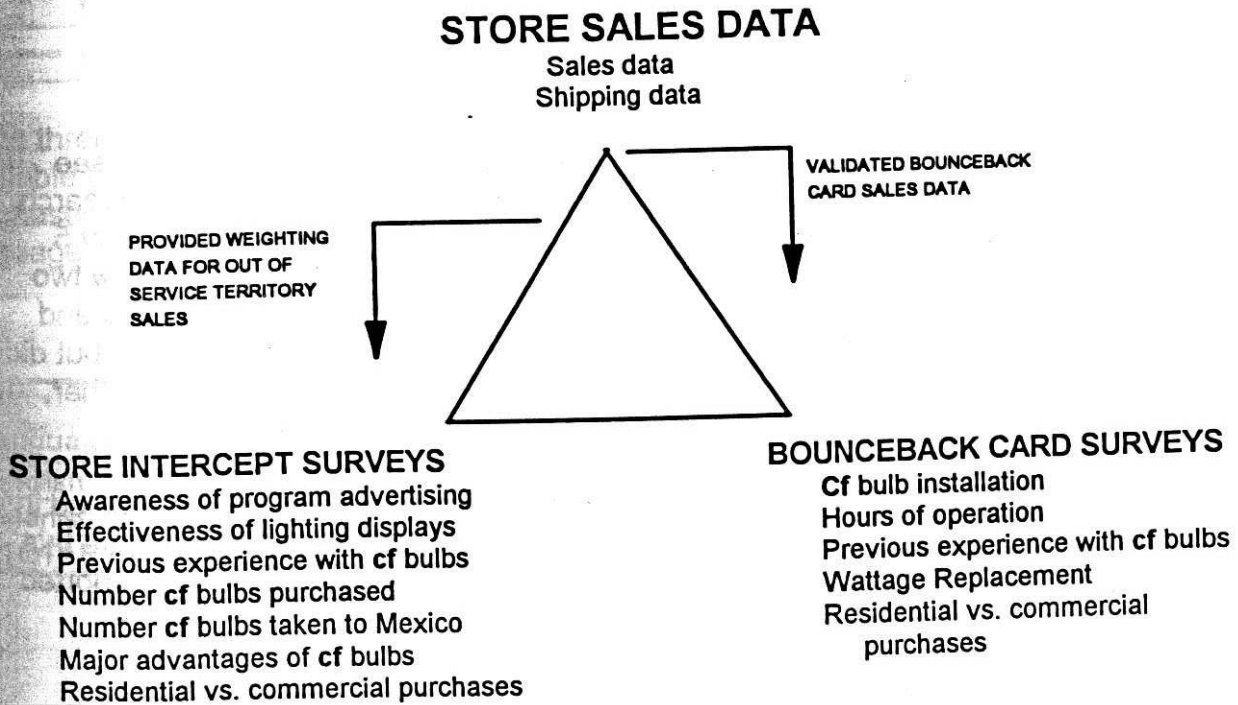 STORE SALES DATA
Sales data
Shipping data
VALIDATED BOUNCEBACK
CARD SALES DATA
PROVIDED WEIGHTING
DATA FOR OUT OF
SERVICE TERRITORY
SALES
STORE INTERCEPT SURVEYS
Awareness of program advertising
Effectiveness of lighting displays
Previous experience with cf bulbs
Number cf bulbs purchased
Number cf bulbs taken to Mexico
Major advantages of cf bulbs
Residential vs. commercial purchases
BOUNCEBACK CARD SURVEYS
Cf bulb installation
Hours of operation
Previous experience with cf bulbs
Wattage Replacement
Residential vs. commercial
purchases